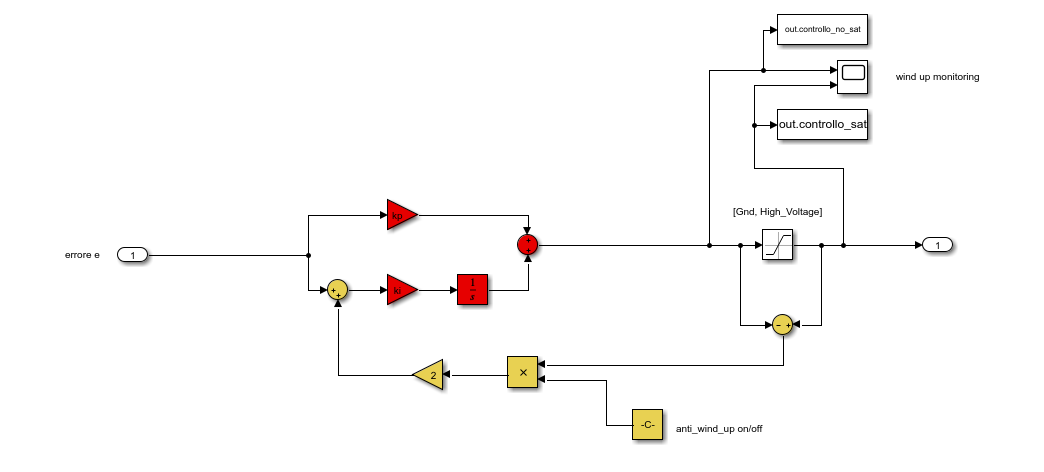 out.controllo_no_sat
wind up monitoring
out.controllo_sat
[Gnd, High_Voltage]
kp
errore e
1
+
+
1
+
+
ki
1
s
- +
2
×
-C-
anti_wind_up on/off